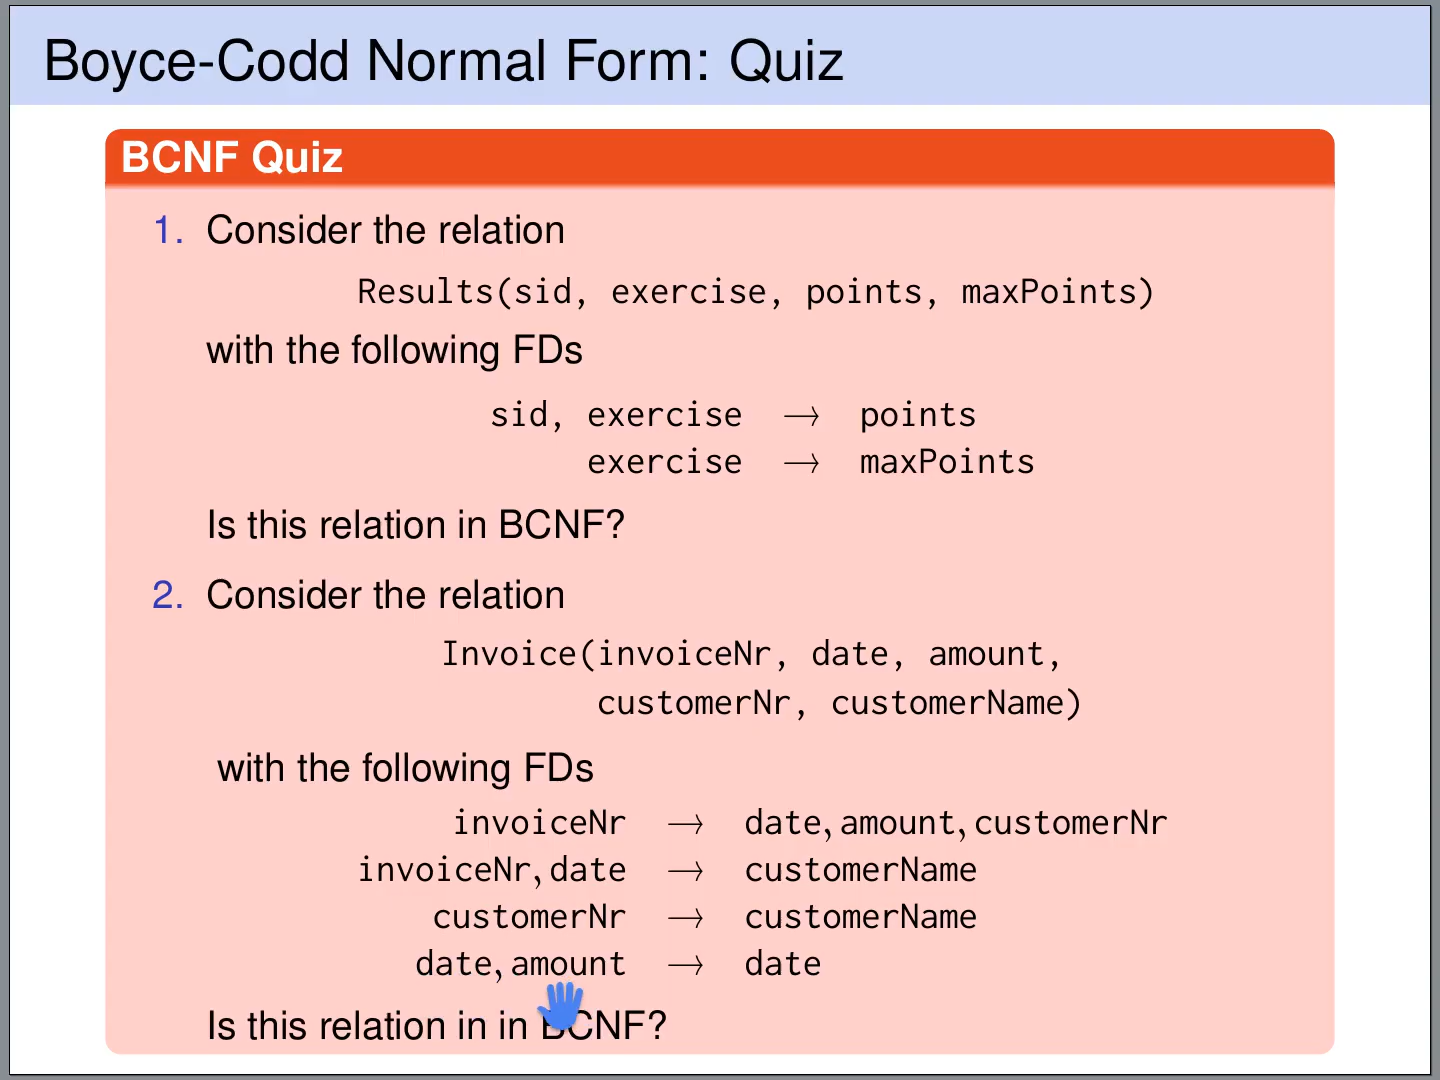 Boyce-Codd Normal Form: Quiz
BCNF Quiz
1. Consider the relation
Results(sid, exercise, points, maxPoints)
with the following FDs
sid, exercise → points
exercise → maxPoints
Is this relation in BCNF?
2. Consider the relation
Invoice(invoiceNr, date, amount,
customerNr, customerName)
with the following FDs
invoiceNr → date, amount, customerNr
invoiceNr, date → customerName
customerNr → customerName
date, amount → date
Is this relation in in BCNF?